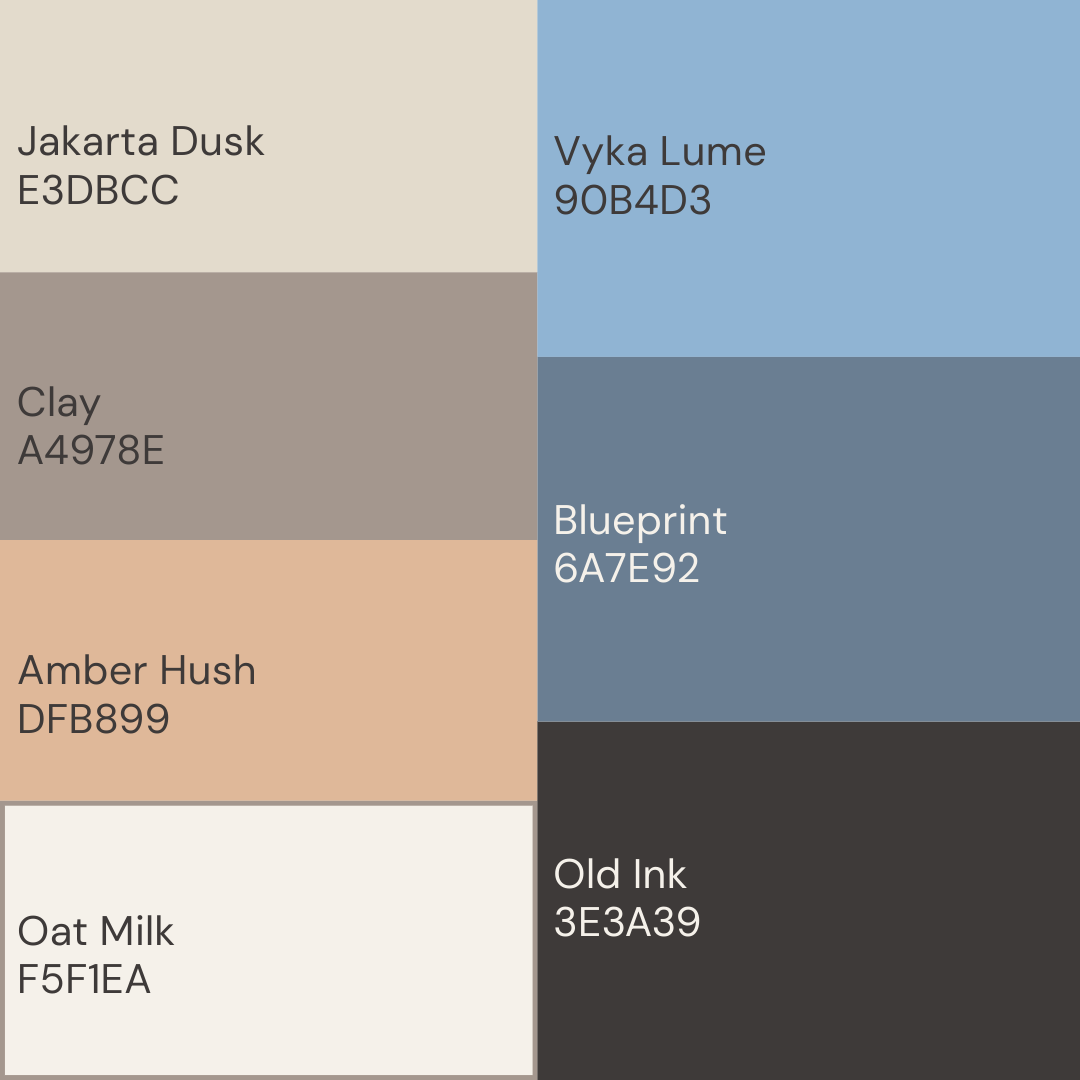 Jakarta Dusk
E3DBCC
Clay
A4978E
Amber Hush
DFB899
Oat Milk
F5F1EA
Vyka Lume
90B4D3
Blueprint
6A7E92
Old Ink
3E3A39